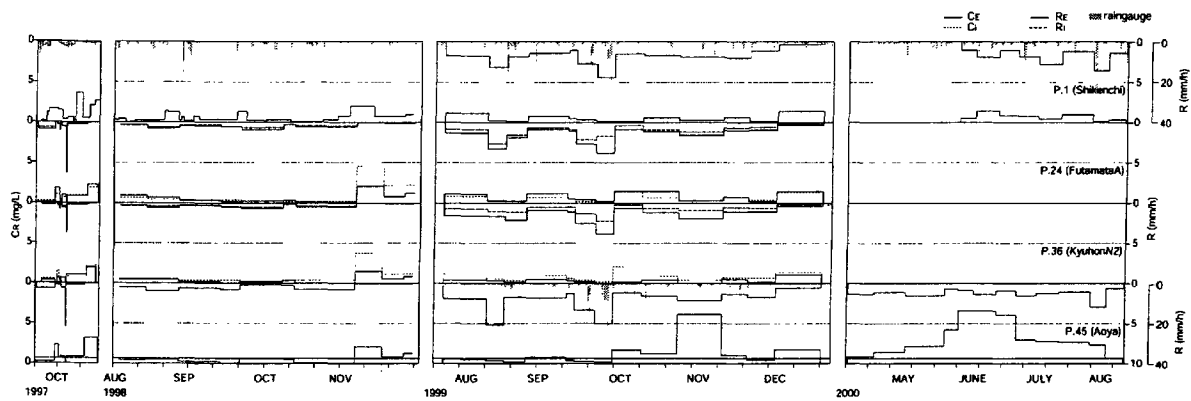 CE RE raingauge
CI RI
0 0 0
5 5 20
P.1 (Shikenchi)
R (mm/h)
0 0 40
5 5
P.24 (FutamataA)
CR (mg/L)
0 0
R (mm/h)
5 5
P.36 (KyuhonN2)
0 0 0
5 5 20
P.45 (Aoya)
R (mm/h)
0 10 40
OCT AUG SEP OCT NOV AUG SEP OCT NOV DEC MAY JUNE JULY AUG
1997 1998 1999 2000